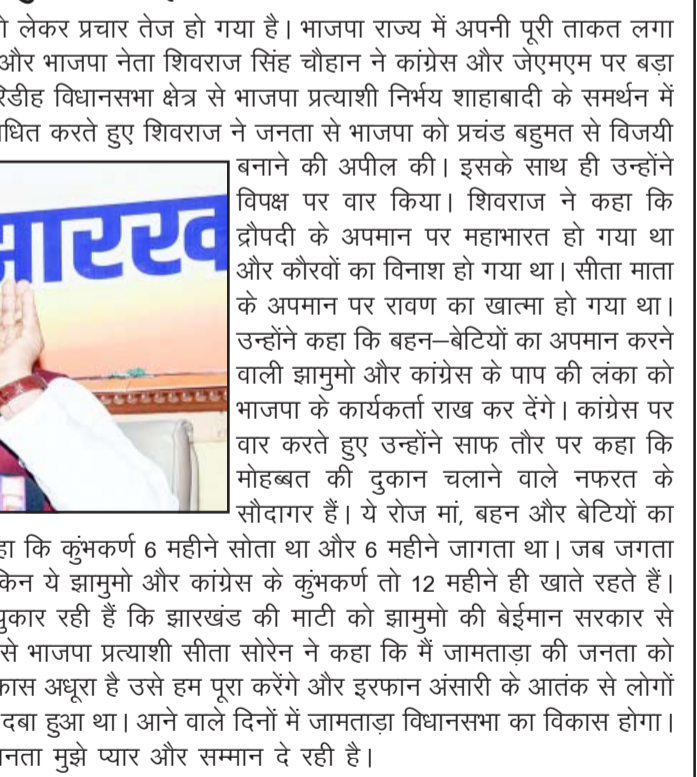 लेकर प्रचार तेज हो गया है। भाजपा राज्य में अपनी पूरी ताकत लगा
और भाजपा नेता शिवराज सिंह चौहान ने कांग्रेस और जेएमएम पर बड़ा
विधानसभा क्षेत्र से भाजपा प्रत्याशी निर्भय शाहाबादी के समर्थन में
करते हुए शिवराज ने जनता से भाजपा को प्रचंड बहुमत से विजयी
बनाने की अपील की। इसके साथ ही उन्होंने
विपक्ष पर वार किया। शिवराज ने कहा कि
द्रौपदी के अपमान पर महाभारत हो गया था
और कौरवों का विनाश हो गया था। सीता माता
के अपमान पर रावण का खात्मा हो गया था।
उन्होंने कहा कि बहन–बेटियों का अपमान करने
वाली झामुमो और कांग्रेस के पाप की लंका को
भाजपा के कार्यकर्ता राख कर देंगे। कांग्रेस पर
वार करते हुए उन्होंने साफ तौर पर कहा कि
मोहब्बत की दुकान चलाने वाले नफरत के
सौदागर हैं। ये रोज मां, बहन और बेटियों का
कि कुंभकर्ण 6 महीने सोता था और 6 महीने जागता था। जब जगता
ये झामुमो और कांग्रेस के कुंभकर्ण तो 12 महीने ही खाते रहते हैं।
पुकार रही हैं कि झारखंड की माटी को झामुमो की बेईमान सरकार से
से भाजपा प्रत्याशी सीता सोरेन ने कहा कि मैं जामताड़ा की जनता को
अधूरा है उसे हम पूरा करेंगे और इरफान अंसारी के आतंक से लोगों
दबा हुआ था। आने वाले दिनों में जामताड़ा विधानसभा का विकास होगा।
मुझे प्यार और सम्मान दे रही है।